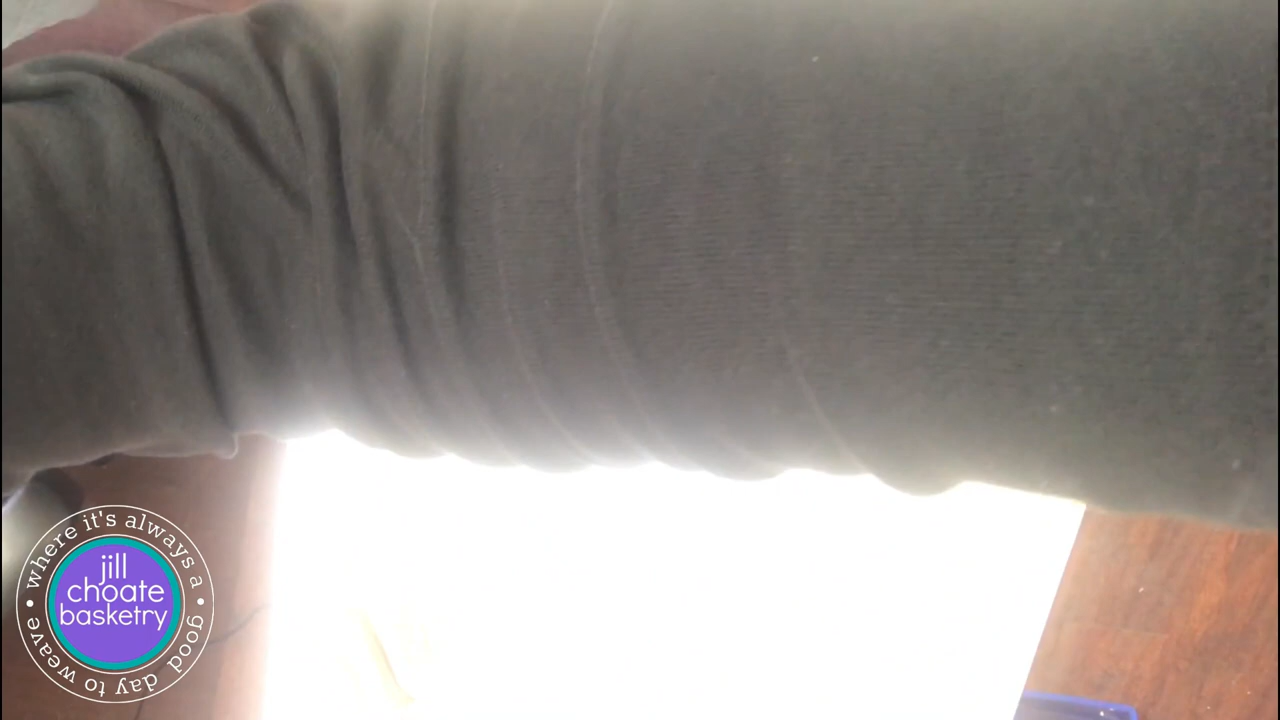 where it's always a
jill
choate
basketry
good day to weave